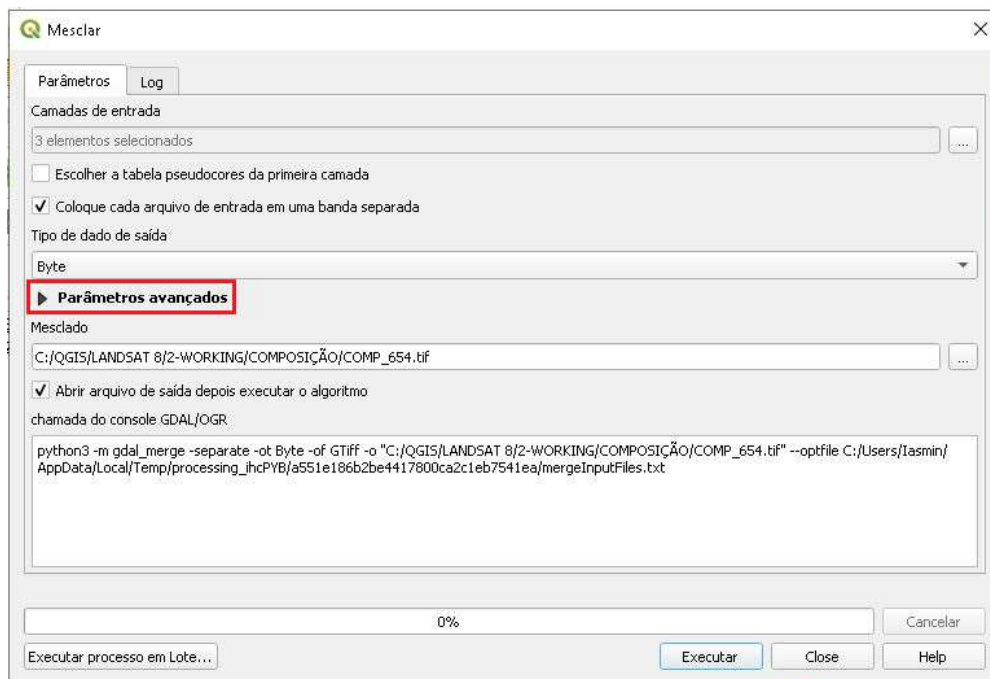 Mesclar
Parâmetros
Log
Camadas de entrada
3 elementos selecionados
...
Escolher a tabela pseudocores da primeira camada
Coloque cada arquivo de entrada em uma banda separada
Tipo de dado de saída
Byte
Parâmetros avançados
Mesclado
C:/QGIS/LANDSAT 8/2-WORKING/COMPOSIÇÃO/COMP_654.tif
...
Abrir arquivo de saída depois executar o algoritmo
chamada do console GDAL/OGR
python3 -m gdal_merge -separate -ot Byte -of GTiff -o "C:/QGIS/LANDSAT 8/2-WORKING/COMPOSIÇÃO/COMP_654.tif" --optfile C:/Users/Iasmin/
AppData/Local/Temp/processing_ihcPYB/a551e186b2be4417800ca2c1eb7541ea/mergeInputFiles.txt
0%
Cancelar
Executar processo em Lote...
Executar
Close
Help